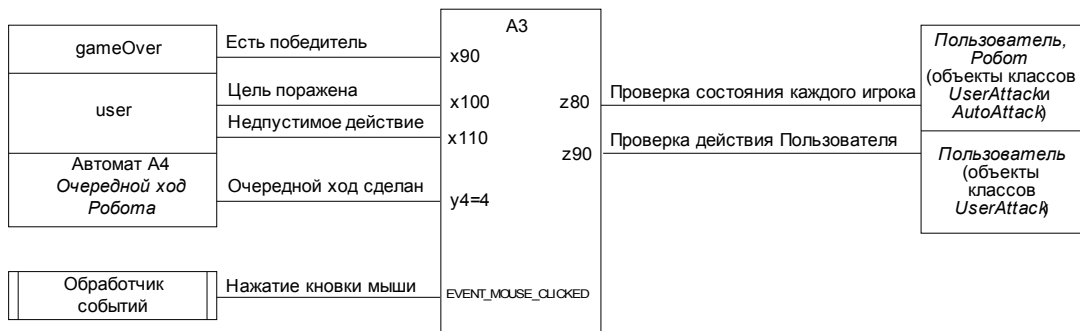 A3
gameOver
Есть победитель
x90
user
Цель поражена
x100
Недпустимое действие
x110
Автомат А4
Очередной ход
Робота
Очередной ход сделан
y4=4
Обработчик
событий
Нажатие кновки мыши
EVENT_MOUSE_CLICKED
z80
Проверка состояния каждого игрока
z90
Проверка действия Пользователя
Пользователь,
Робот
(объекты классов
UserAttackи
AutoAttack)
Пользователь
(объекты
классов
UserAttack)